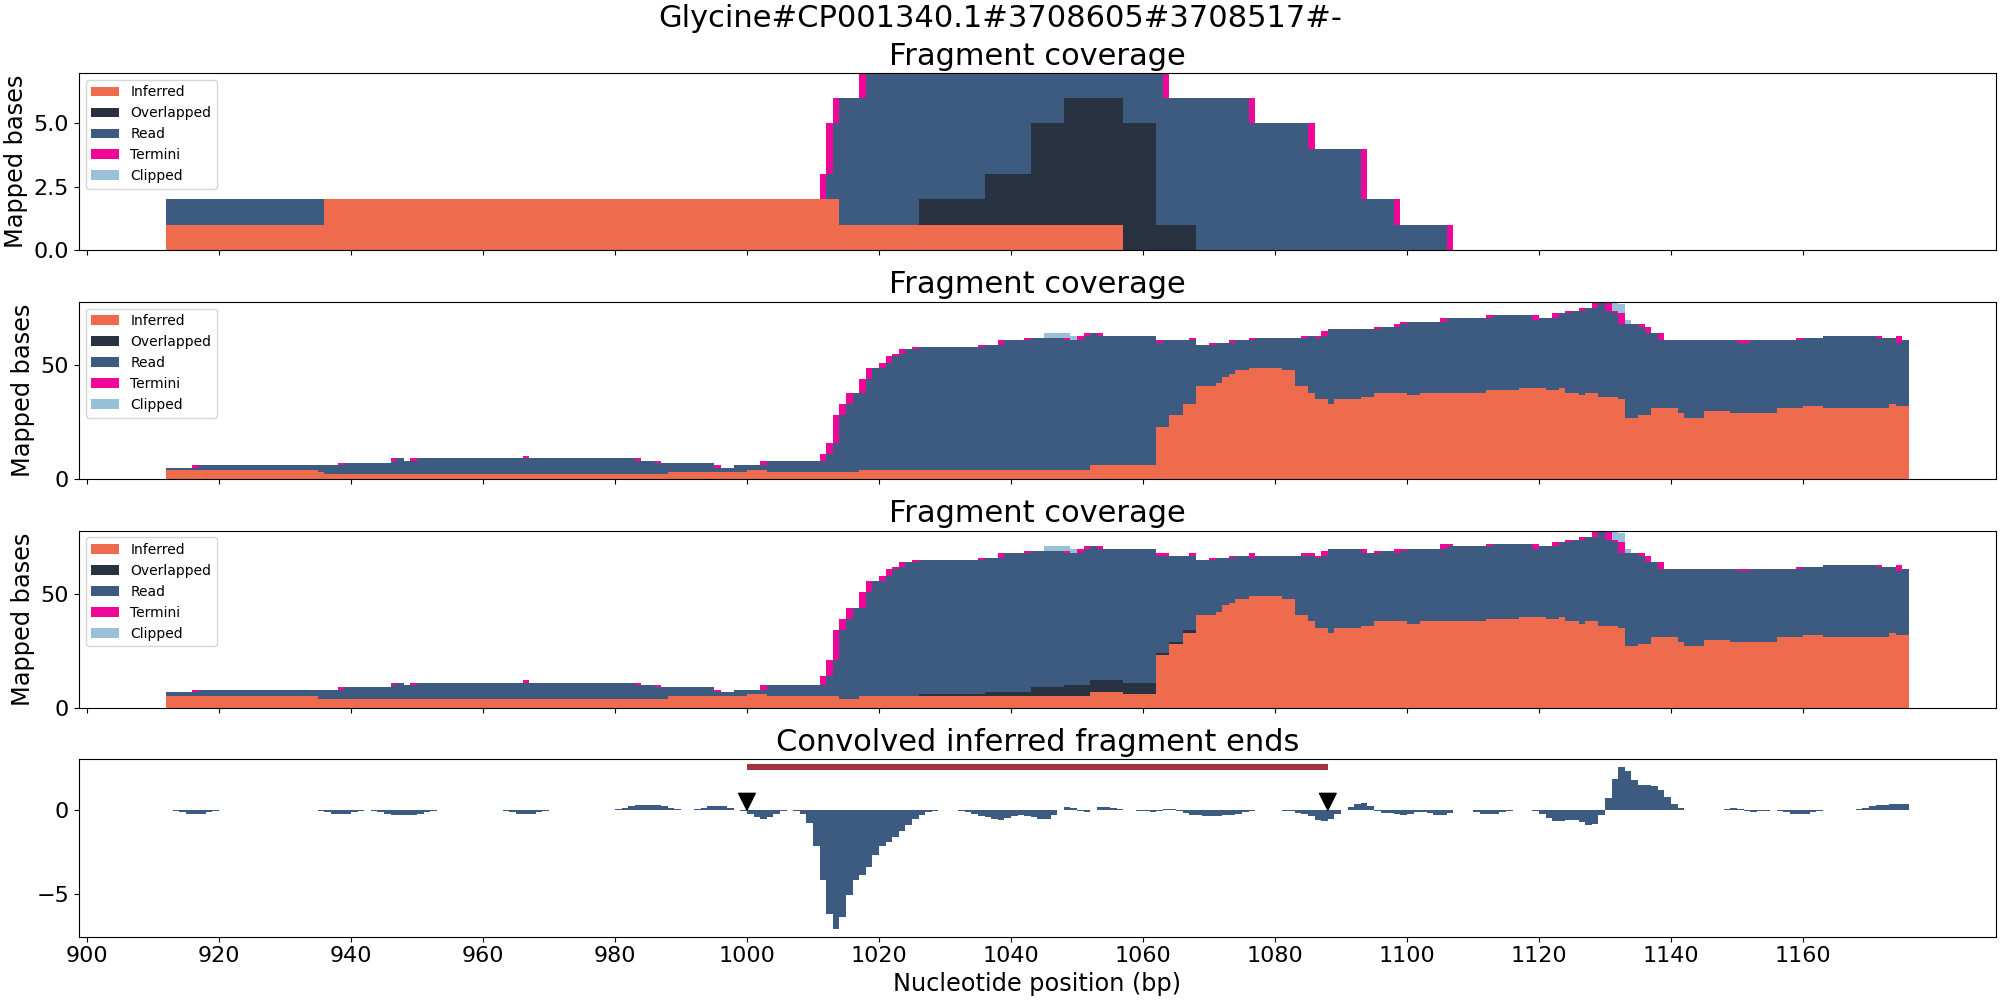 Glycine#CP001340.1#3708605#3708517#-
Fragment coverage
Mapped bases
5.0
2.5
0.0
Inferred
Overlapped
Read
Termini
Clipped
Fragment coverage
Mapped bases
50
0
Inferred
Overlapped
Read
Termini
Clipped
Fragment coverage
Mapped bases
50
0
Inferred
Overlapped
Read
Termini
Clipped
Convolved inferred fragment ends
0
−5
900 920 940 960 980 1000 1020 1040 1060 1080 1100 1120 1140 1160
Nucleotide position (bp)